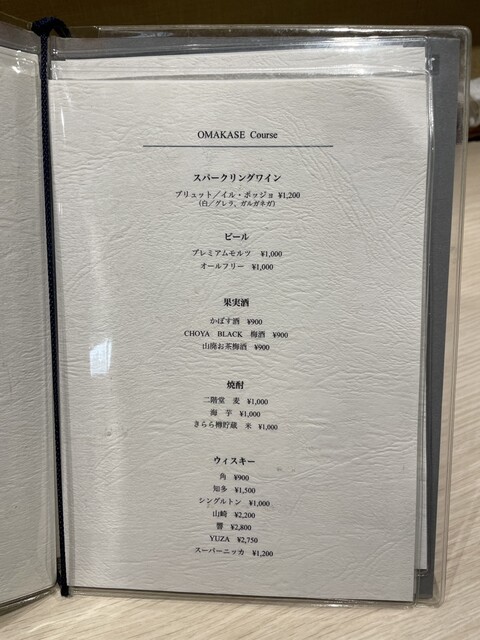 OMAKASE Course
スパークリングワイン
ブリュット／イル・ポッジョ ¥1,200
（白／グレラ、ガルガネガ）
ビール
プレミアムモルツ ¥1,000
オールフリー ¥1,000
果実酒
かぼす酒 ¥900
CHOYA BLACK 梅酒 ¥900
山廃お茶梅酒 ¥900
焼酎
二階堂 麦 ¥1,000
海 芋 ¥1,000
きらら樽貯蔵 米 ¥1,000
ウィスキー
角 ¥900
知多 ¥1,500
シングルトン ¥1,000
山崎 ¥2,200
響 ¥2,800
YUZA ¥2,750
スーパーニッカ ¥1,200